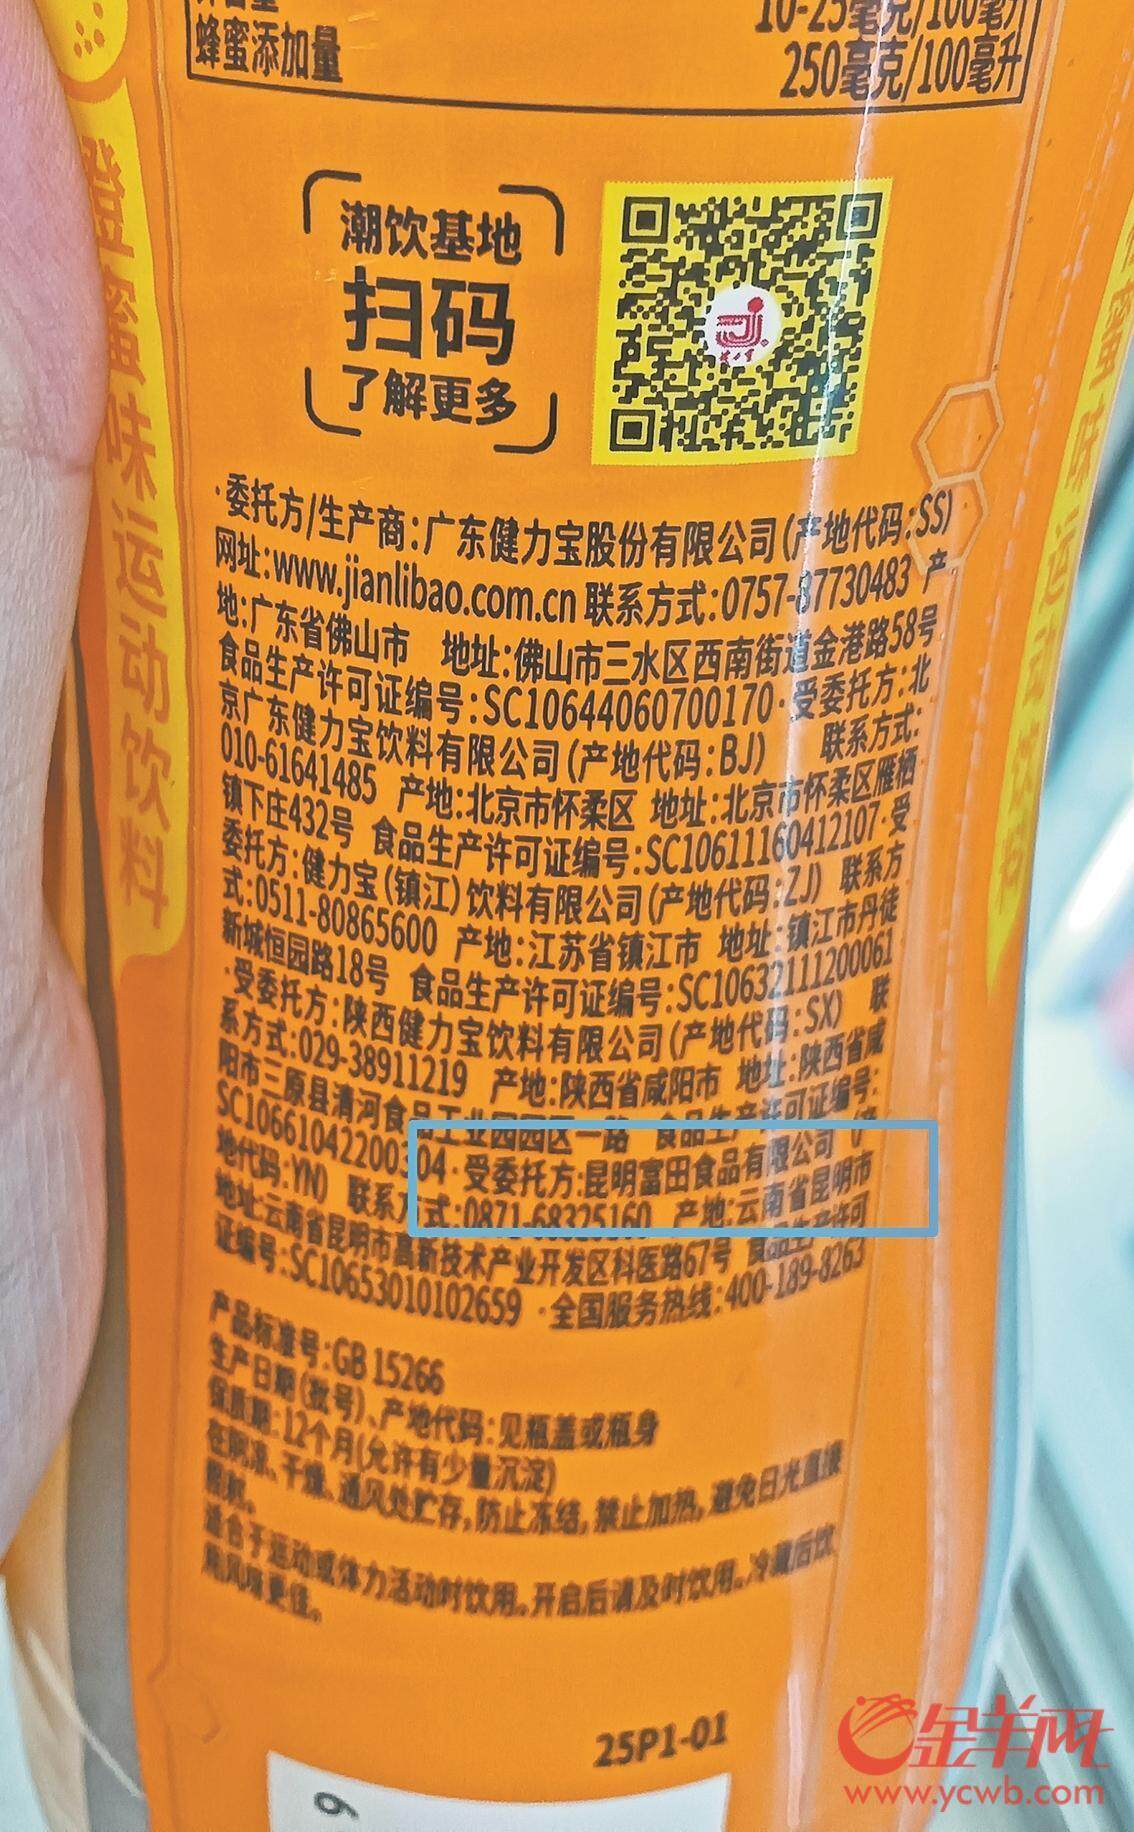 蜂蜜添加量
10-25毫克/100毫升
250毫克/100毫升
橙蜜味运动饮料
潮饮基地
扫码
了解更多
·委托方/生产商:广东健力宝股份有限公司(产地代码:SS)
网址:www.jianlibao.com.cn 联系方式:0757-87730483 产
地:广东省佛山市 地址:佛山市三水区西南街道金港路58号
食品生产许可证编号:SC10644060700170·受委托方:北
京广东健力宝饮料有限公司(产地代码:BJ) 联系方式:
010-61641485 产地:北京市怀柔区 地址:北京市怀柔区雁栖
镇下庄432号 食品生产许可证编号:SC10611160412107·受
委托方:健力宝(镇江)饮料有限公司(产地代码:ZJ) 联系方
式:0511-80865600 产地:江苏省镇江市 地址:镇江市丹徒
新城恒园路18号 食品生产许可证编号:SC10632111200061
·受委托方:陕西健力宝饮料有限公司(产地代码:SX) 联
系方式:029-38911219 产地:陕西省咸阳市 地址:陕西省咸
阳市三原县清河食品工业园园区一路 食品生产许可证编号:
SC10661042200304·受委托方:昆明富田食品有限公司 (产
地代码:YN) 联系方式:0871-68325160 产地:云南省昆明市
地址:云南省昆明市高新技术产业开发区科医路67号 食品生产许可
证编号:SC10653010102659 ·全国服务热线:400-189-8263
产品标准号:GB 15266
生产日期(批号)、产地代码:见瓶盖或瓶身
保质期:12个月(允许有少量沉淀)
在阴凉、干燥、通风处贮存,防止冻结,禁止加热,避免日光直接
照射。
适合于运动或体力活动时饮用。开启后请及时饮用。冷藏后饮
用风味更佳。
25P1-01
9
金羊网
www.ycwb.com